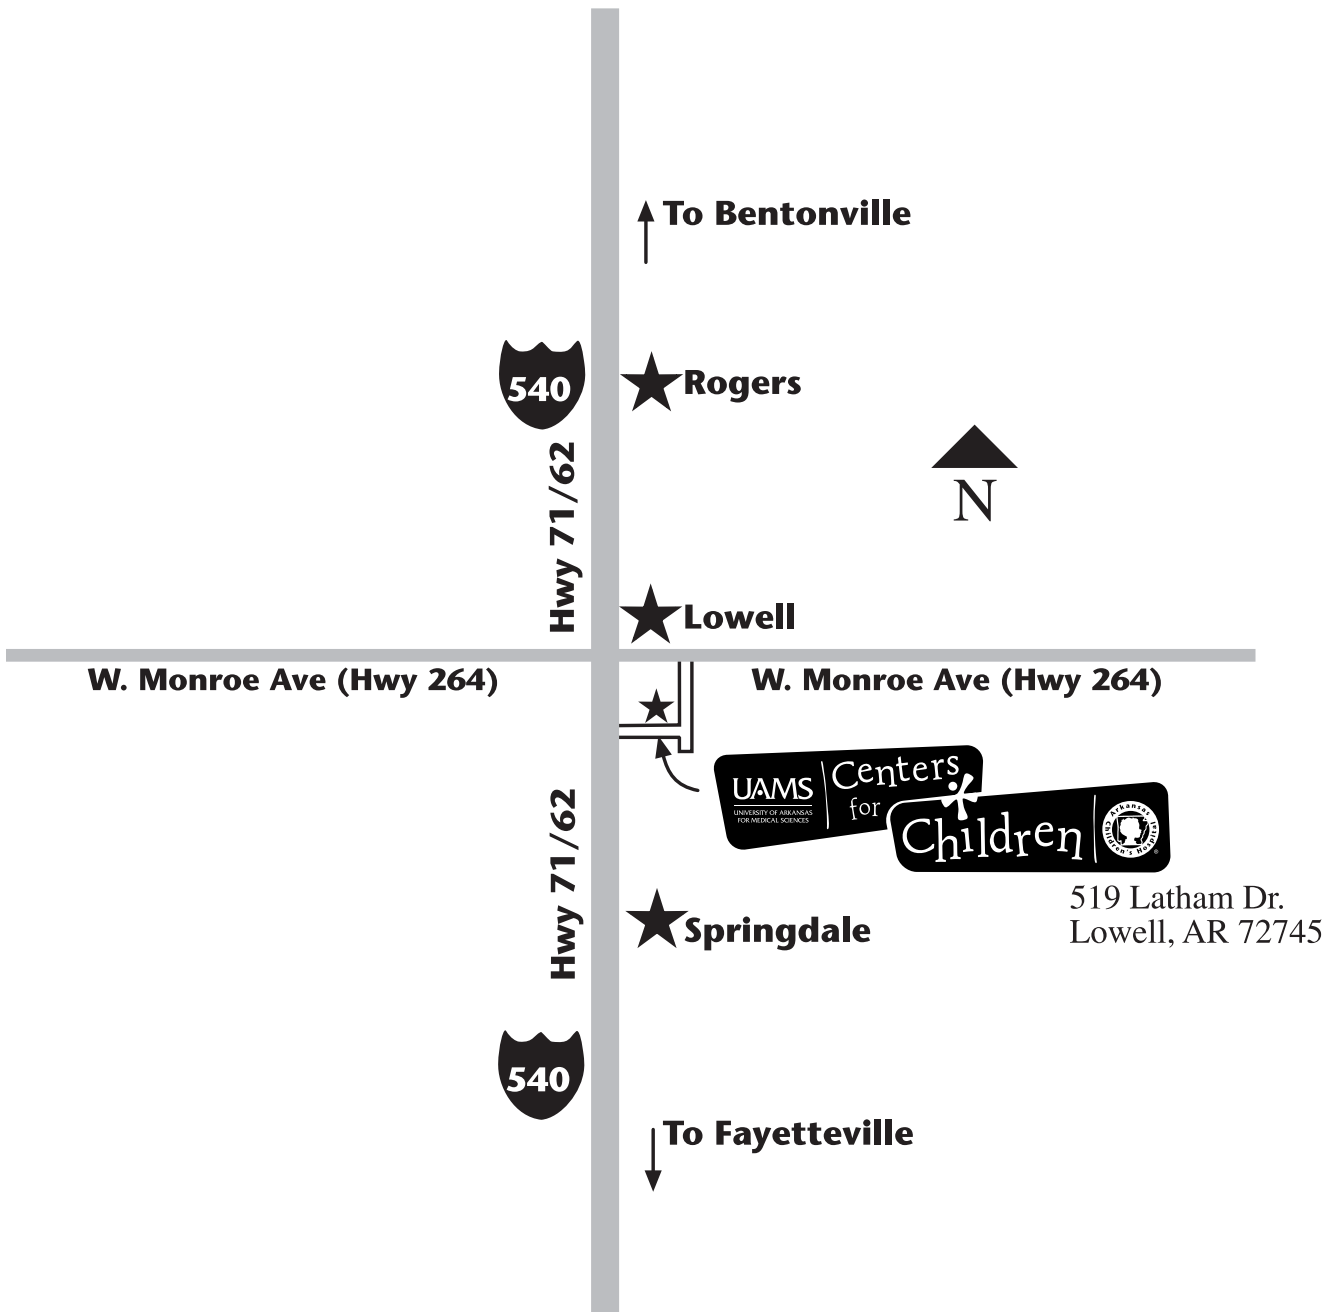 To Bentonville
540
Rogers
Hwy 71/62
N
Lowell
W. Monroe Ave (Hwy 264)
W. Monroe Ave (Hwy 264)
UAMS
UNIVERSITY OF ARKANSAS
FOR MEDICAL SCIENCES
Centers
for
Children
Arkansas
Children's Hospital
®
Hwy 71/62
519 Latham Dr.
Lowell, AR 72745
Springdale
540
To Fayetteville